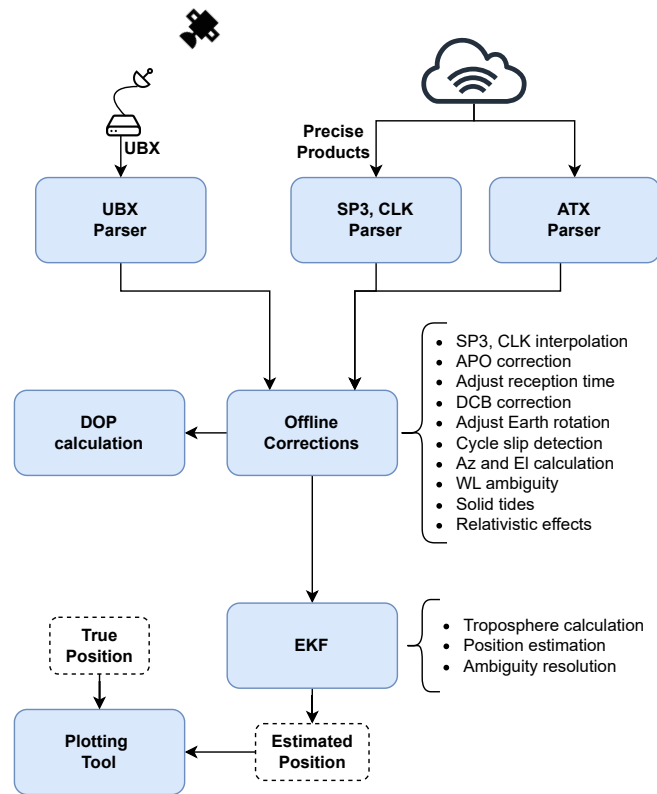 UBX
Precise
Products
UBX
Parser
SP3, CLK
Parser
ATX
Parser
SP3, CLK interpolation
APO correction
Adjust reception time
DCB correction
Adjust Earth rotation
Cycle slip detection
Az and El calculation
WL ambiguity
Solid tides
Relativistic effects
DOP
calculation
Offline
Corrections
True
Position
EKF
Troposphere calculation
Position estimation
Ambiguity resolution
Plotting
Tool
Estimated
Position